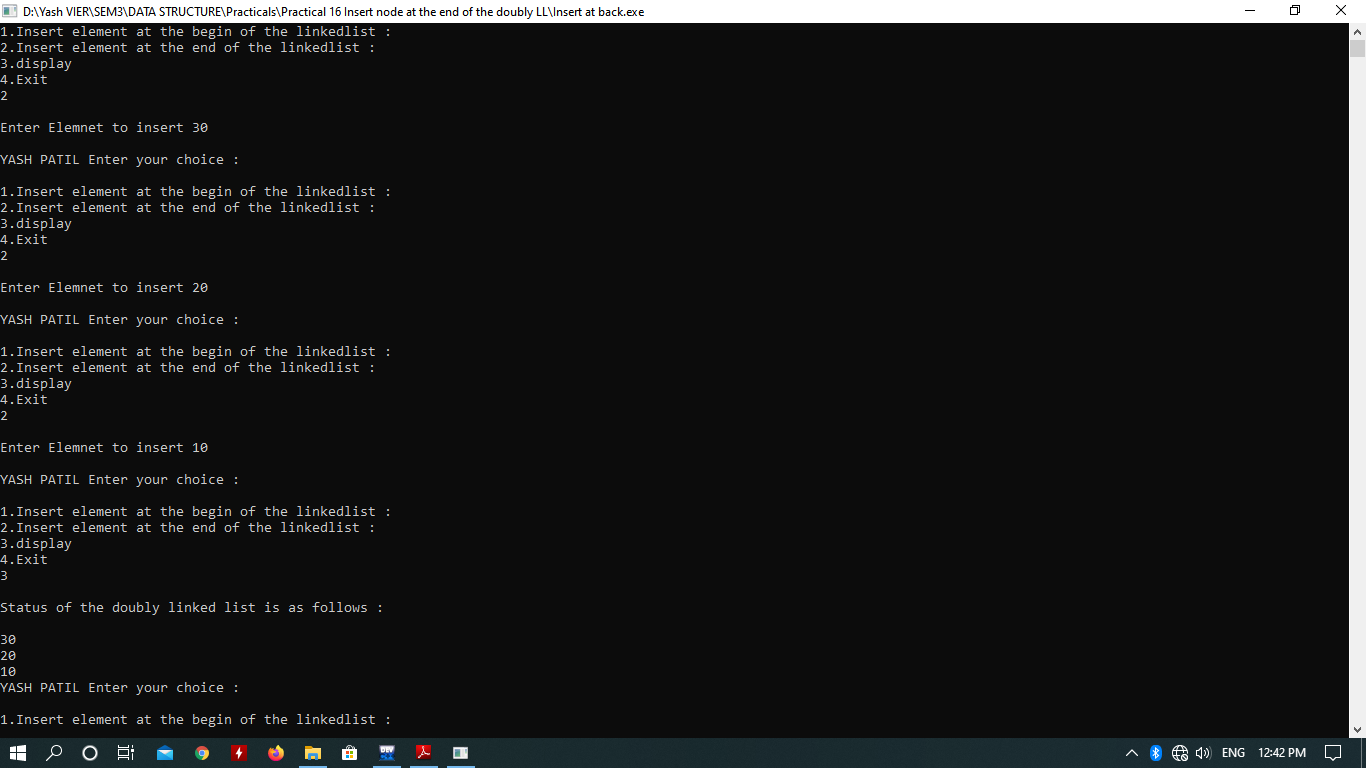 D:\Yash VIER\SEM3\DATA STRUCTURE\Practicals\Practical 16 Insert node at the end of the doubly LL\Insert at back.exe
1.Insert element at the begin of the linkedlist :
2.Insert element at the end of the linkedlist :
3.display
4.Exit
2
Enter Elemnet to insert 30
YASH PATIL Enter your choice :
1.Insert element at the begin of the linkedlist :
2.Insert element at the end of the linkedlist :
3.display
4.Exit
2
Enter Elemnet to insert 20
YASH PATIL Enter your choice :
1.Insert element at the begin of the linkedlist :
2.Insert element at the end of the linkedlist :
3.display
4.Exit
2
Enter Elemnet to insert 10
YASH PATIL Enter your choice :
1.Insert element at the begin of the linkedlist :
2.Insert element at the end of the linkedlist :
3.display
4.Exit
3
Status of the doubly linked list is as follows :
30
20
10
YASH PATIL Enter your choice :
1.Insert element at the begin of the linkedlist :
DEV
ENG 12:42 PM